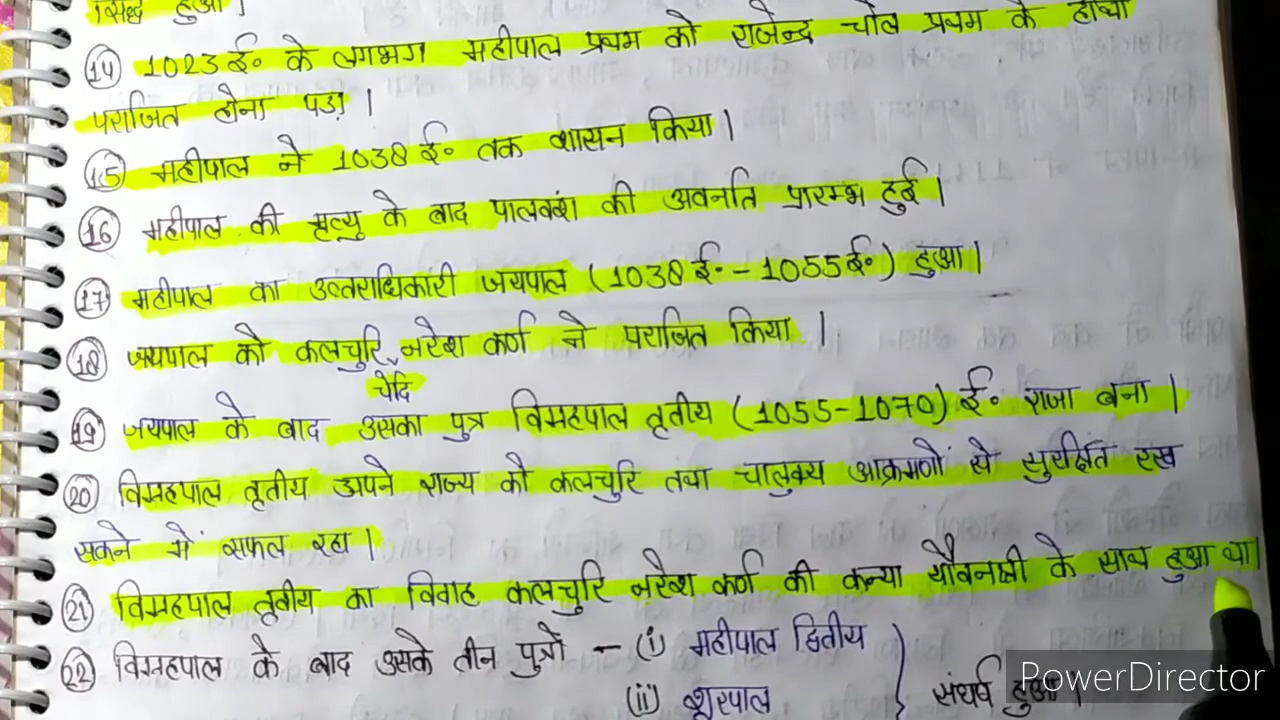 सिद्ध हुआ।
(14) 1023 ई० के लगभग महीपाल प्रथम को राजेन्द्र चोल प्रथम के हाथों
पराजित होना पड़ा।
(15) महीपाल ने 1038 ई० तक शासन किया।
(16) महीपाल की मृत्यु के बाद पालवंश की अवनति प्रारम्भ हुई।
(17) महीपाल का उत्तराधिकारी जयपाल (1038 ई० - 1055 ई०) हुआ।
(18) जयपाल को कलचुरि नरेश कर्ण ने पराजित किया।
चेदि
(19) जयपाल के बाद उसका पुत्र विग्रहपाल तृतीय (1055-1070) ई० राजा बना।
(20) विग्रहपाल तृतीय अपने राज्य को कलचुरि तथा चालुक्य आक्रमणों से सुरक्षित रख
सकने में सफल रहा।
(21) विग्रहपाल तृतीय का विवाह कलचुरि नरेश कर्ण की कन्या यौवनश्री के साथ हुआ था।
(22) विग्रहपाल के बाद उसके तीन पुत्रों - (i) महीपाल द्वितीय
(ii) शूरपाल } संघर्ष हुआ।
PowerDirector